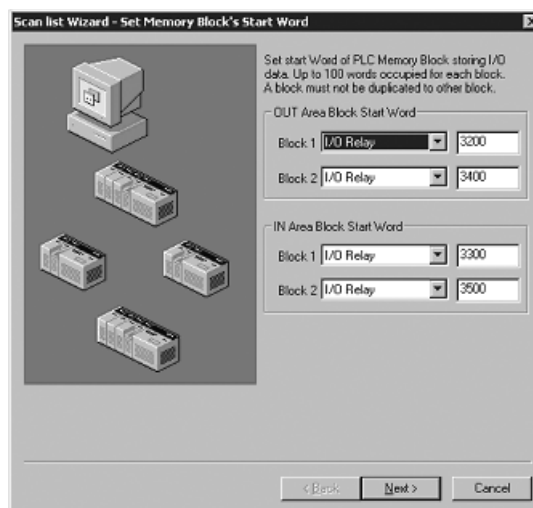 Scan list Wizard - Set Memory Block's Start Word
Set start Word of PLC Memory Block storing I/O
data. Up to 100 words occupied for each block.
A block must not be duplicated to other block.
OUT Area Block Start Word
Block 1 I/O Relay 3200
Block 2 I/O Relay 3400
IN Area Block Start Word
Block 1 I/O Relay 3300
Block 2 I/O Relay 3500
< Back Next > Cancel